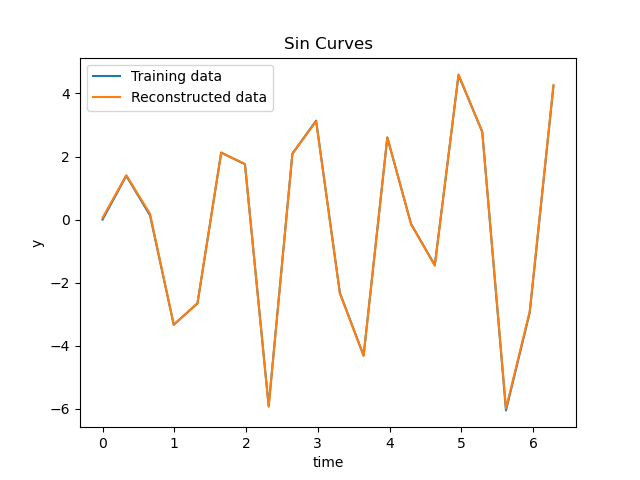 Sin Curves
Training data
Reconstructed data
4
2
0
−2
−4
−6
y
0 1 2 3 4 5 6
time